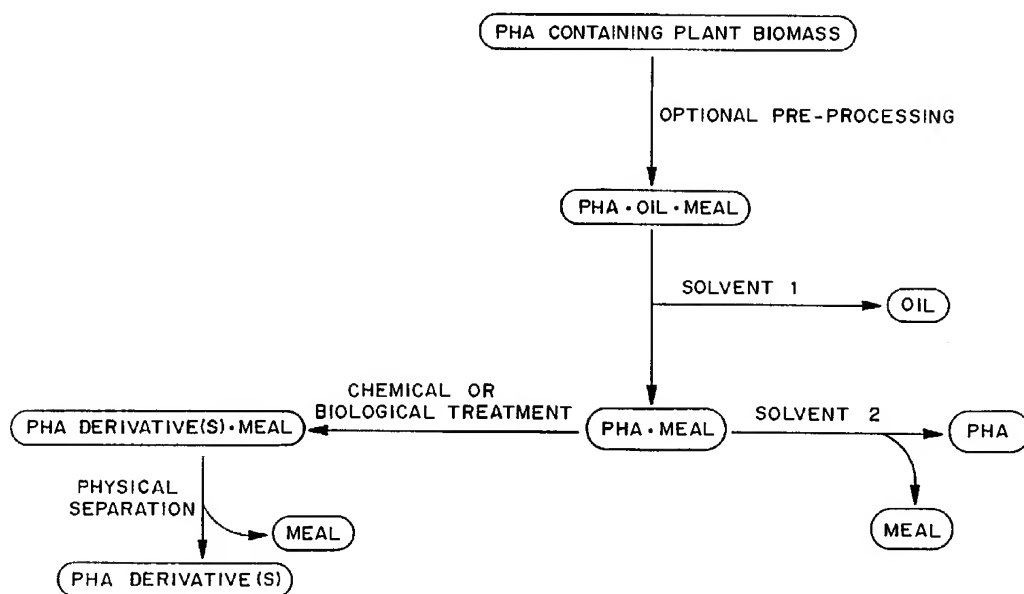 PHA CONTAINING PLANT BIOMASS
OPTIONAL PRE-PROCESSING
PHA · OIL · MEAL
SOLVENT 1
OIL
CHEMICAL OR
BIOLOGICAL TREATMENT
PHA DERIVATIVE(S) · MEAL
PHA · MEAL
SOLVENT 2
PHA
PHYSICAL
SEPARATION
MEAL
MEAL
PHA DERIVATIVE(S)